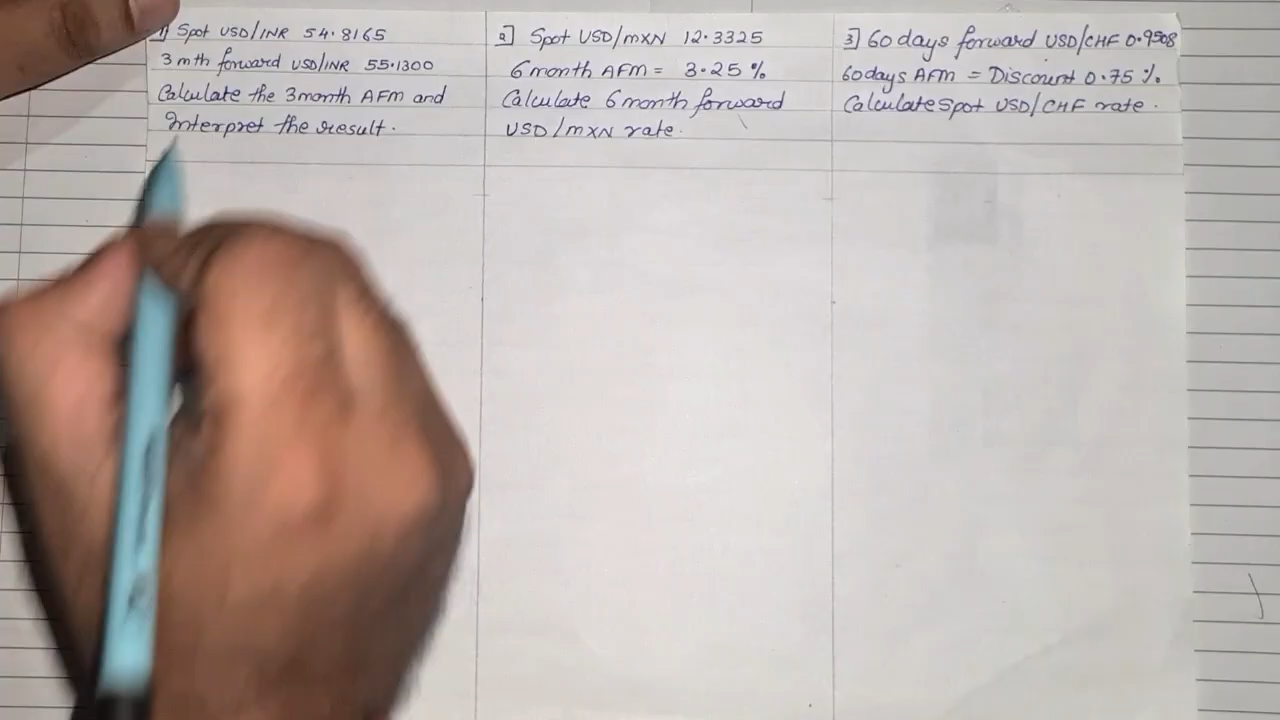 1) Spot USD/INR 54.8165
3 mth forward USD/INR 55.1300
Calculate the 3month AFM and
Interpret the result.
2] Spot USD/MXN 12.3325
6 month AFM = 3.25 %
Calculate 6 month forward
USD/MXN rate.
3] 60 days forward USD/CHF 0.9508
60 days AFM = Discount 0.75 %
Calculate Spot USD/CHF rate.